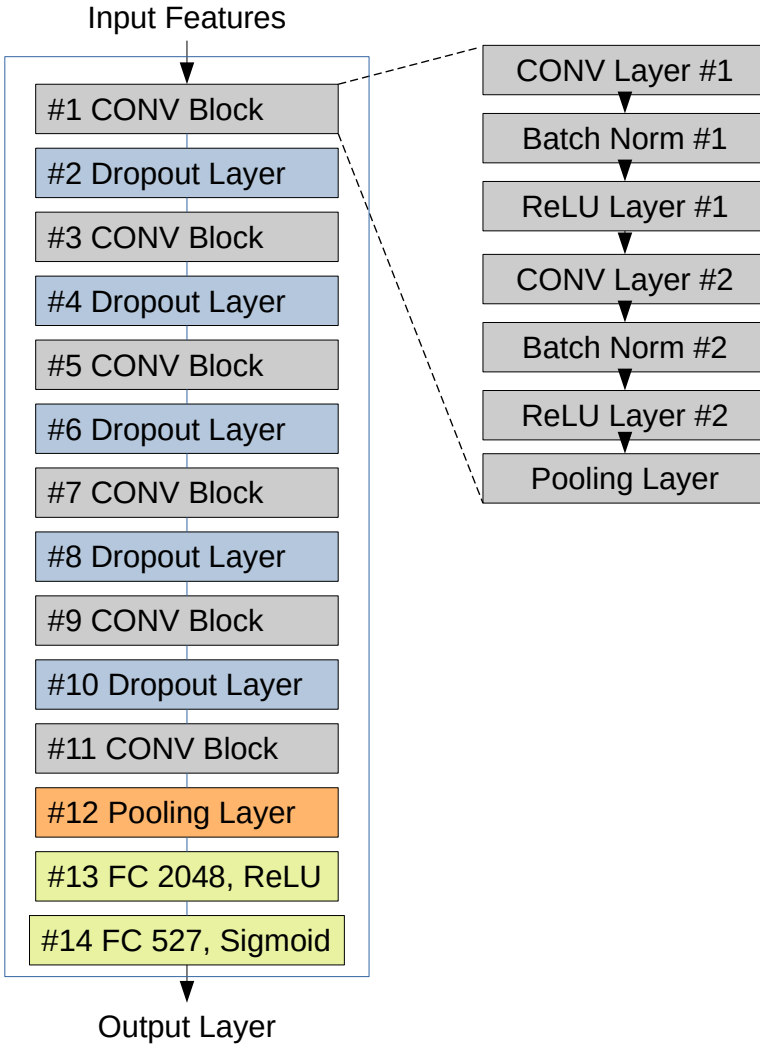 Input Features
#1 CONV Block
#2 Dropout Layer
#3 CONV Block
#4 Dropout Layer
#5 CONV Block
#6 Dropout Layer
#7 CONV Block
#8 Dropout Layer
#9 CONV Block
#10 Dropout Layer
#11 CONV Block
#12 Pooling Layer
#13 FC 2048, ReLU
#14 FC 527, Sigmoid
Output Layer
CONV Layer #1
Batch Norm #1
ReLU Layer #1
CONV Layer #2
Batch Norm #2
ReLU Layer #2
Pooling Layer